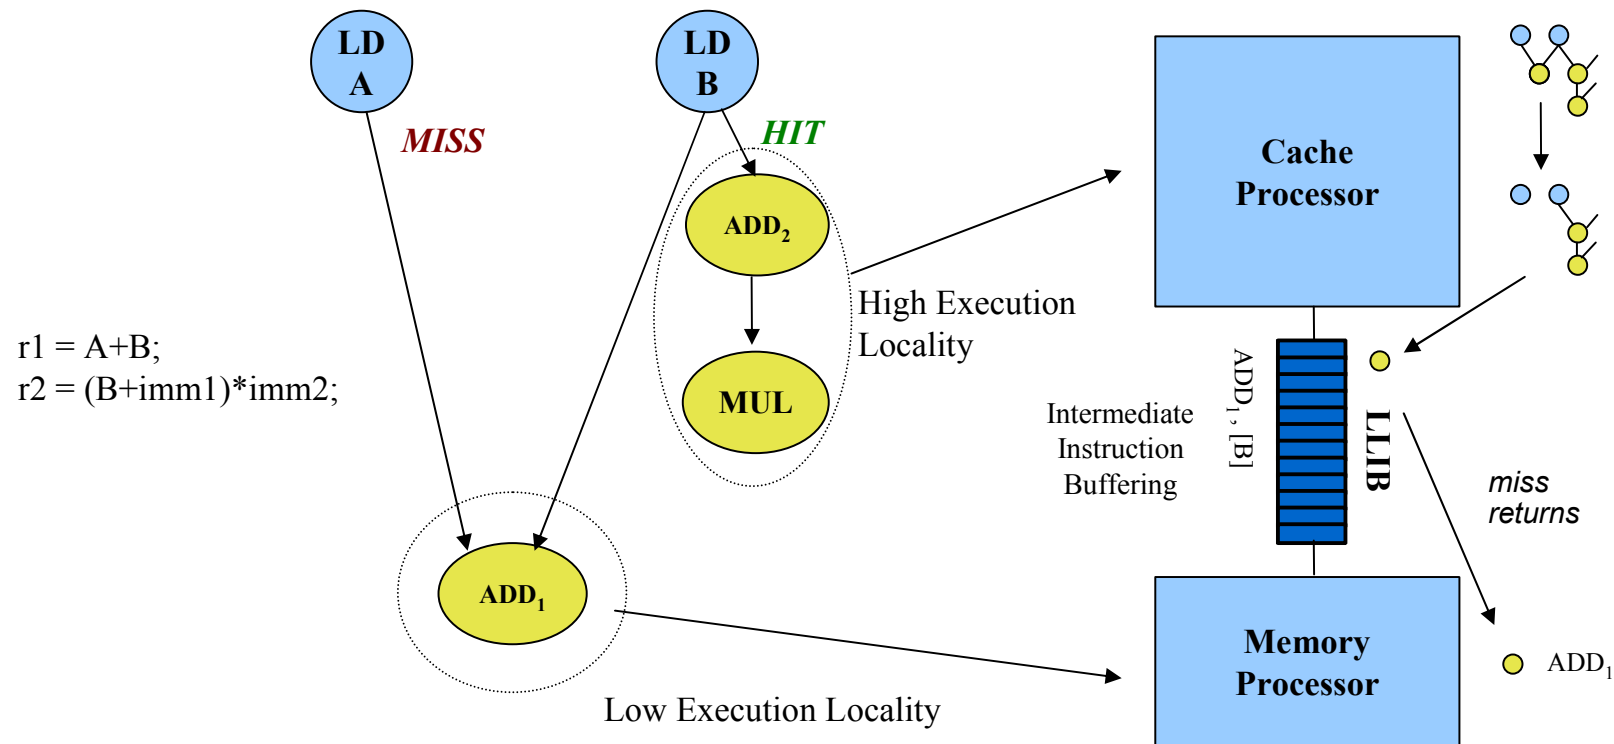 LD
A
LD
B
MISS
HIT
ADD2
MUL
High Execution
Locality
r1 = A+B;
r2 = (B+imm1)*imm2;
ADD1
Low Execution Locality
Cache
Processor
Intermediate
Instruction
Buffering
ADD1, [B]
LLIB
miss
returns
Memory
Processor
ADD1